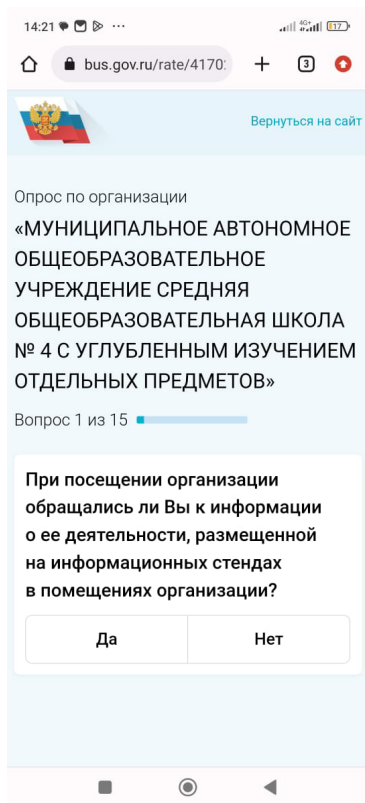 14:21
4G+
17
bus.gov.ru/rate/4170
3
Вернуться на сайт
Опрос по организации
«МУНИЦИПАЛЬНОЕ АВТОНОМНОЕ
ОБЩЕОБРАЗОВАТЕЛЬНОЕ
УЧРЕЖДЕНИЕ СРЕДНЯЯ
ОБЩЕОБРАЗОВАТЕЛЬНАЯ ШКОЛА
№ 4 С УГЛУБЛЕННЫМ ИЗУЧЕНИЕМ
ОТДЕЛЬНЫХ ПРЕДМЕТОВ»
Вопрос 1 из 15
При посещении организации
обращались ли Вы к информации
о ее деятельности, размещенной
на информационных стендах
в помещениях организации?
Да
Нет